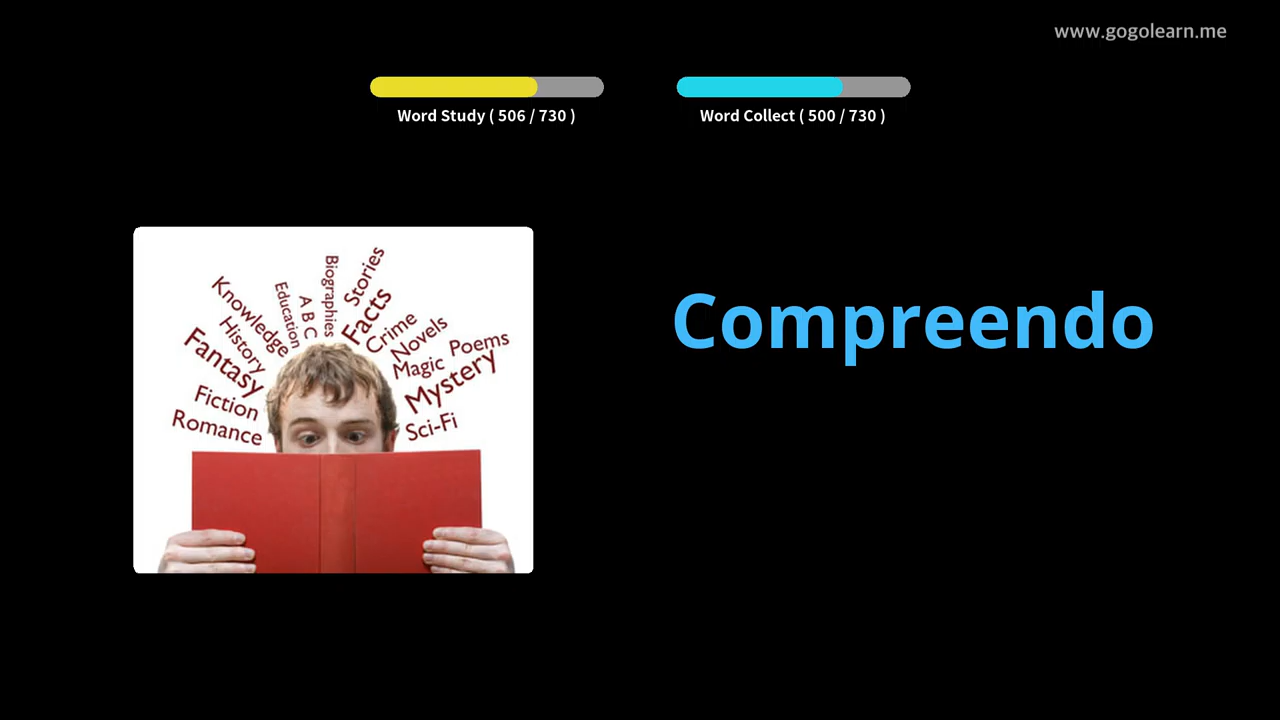 www.gogolearn.me
Word Study ( 506 / 730 )
Word Collect ( 500 / 730 )
Biographies
Stories
Education
A B C
Facts
Knowledge
Crime
History
Novels
Fantasy
Magic
Poems
Mystery
Fiction
Romance
Sci-Fi
Compreendo